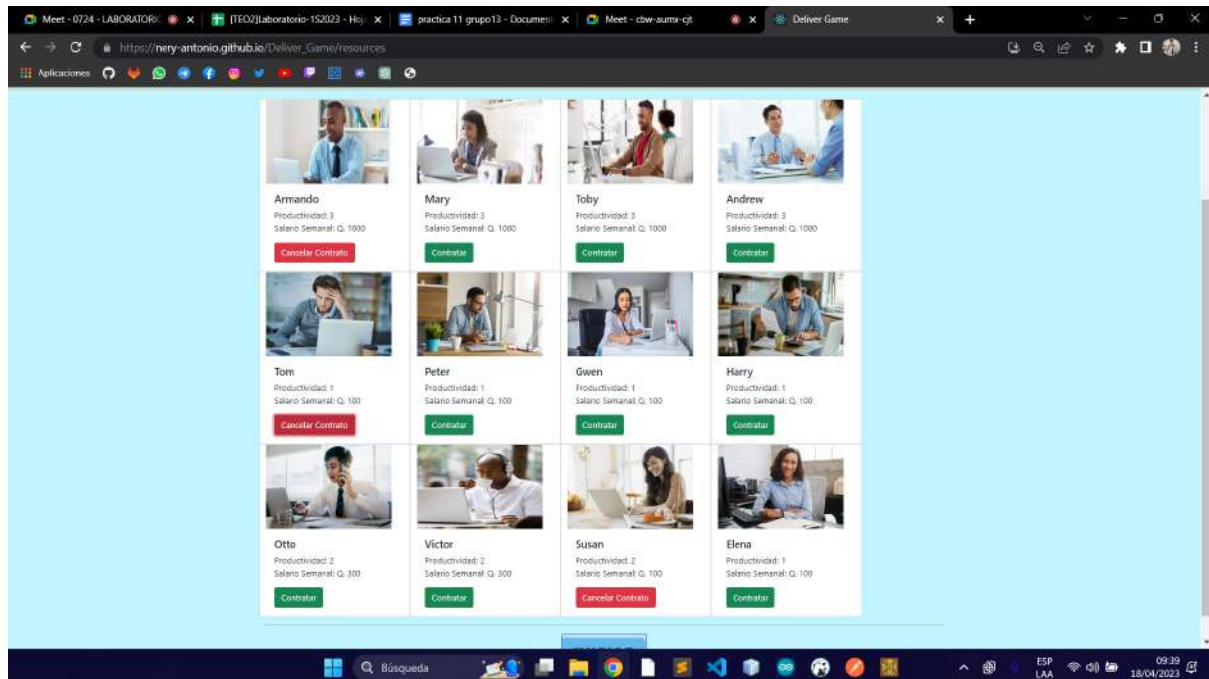 Meet - 0724 - LABORATORIO
[TEO2]Laboratorio-1S2023 - Hoj
practica 11 grupo13 - Document
Meet - cbw-aumx-cjt
Deliver Game
https://nery-antonio.github.io/Deliver_Game/resources
Aplicaciones
Armando
Productividad: 3
Salario Semanal: Q. 1000
Cancelar Contrato
Mary
Productividad: 3
Salario Semanal: Q. 1000
Contratar
Toby
Productividad: 3
Salario Semanal: Q. 1000
Contratar
Andrew
Productividad: 3
Salario Semanal: Q. 1000
Contratar
Tom
Productividad: 1
Salario Semanal: Q. 100
Cancelar Contrato
Peter
Productividad: 1
Salario Semanal: Q. 100
Contratar
Gwen
Productividad: 1
Salario Semanal: Q. 100
Contratar
Harry
Productividad: 1
Salario Semanal: Q. 100
Contratar
Otto
Productividad: 2
Salario Semanal: Q. 300
Contratar
Victor
Productividad: 2
Salario Semanal: Q. 300
Contratar
Susan
Productividad: 2
Salario Semanal: Q. 100
Cancelar Contrato
Elena
Productividad: 1
Salario Semanal: Q. 100
Contratar
Búsqueda
ESP
LAA
09:39
18/04/2023